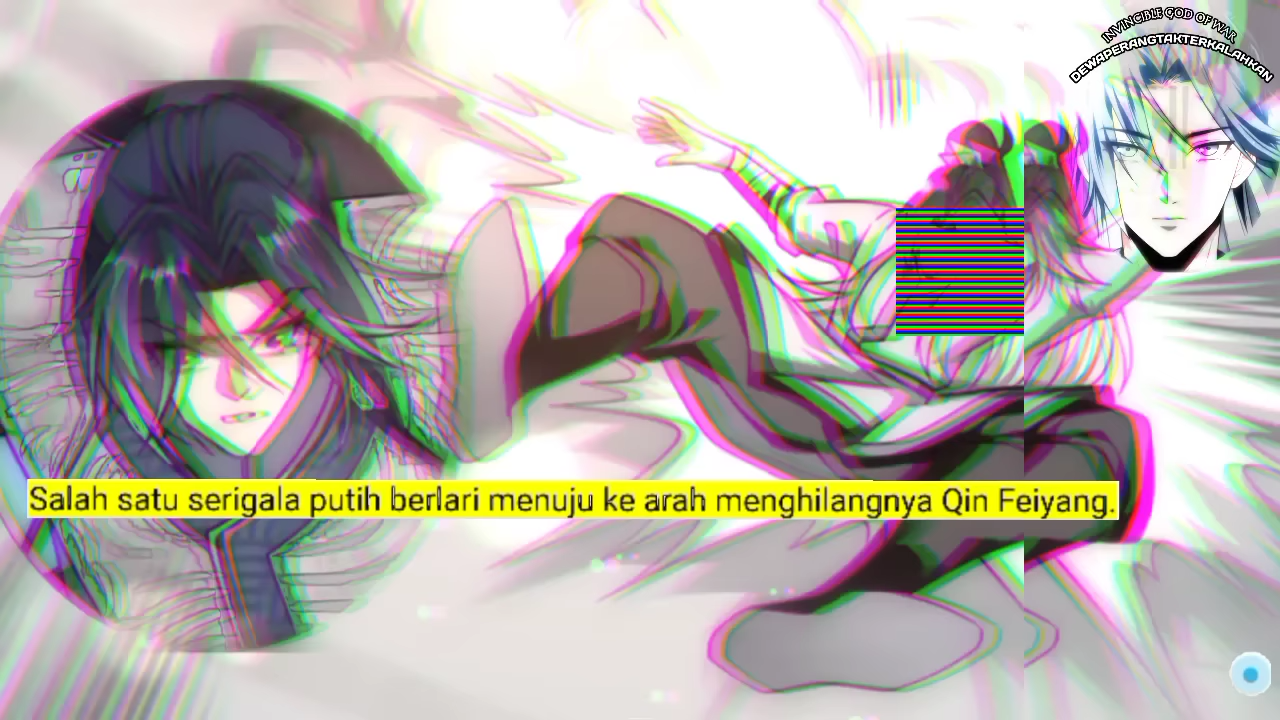 INVINCIBLE GOD OF WAR
DEWAPERANGTAKTERKALAHKAN
Salah satu serigala putih berlari menuju ke arah menghilangnya Qin Feiyang.